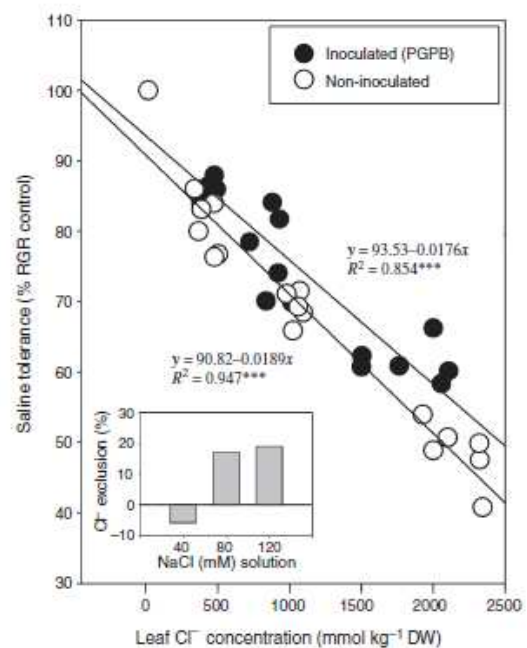 Inoculated (PGPB)
Non-inoculated
100
90
80
70
60
50
40
30
Saline tolerance (% RGR control)
y = 93.53–0.0176x
R² = 0.854***
y = 90.82–0.0189x
R² = 0.947***
30
20
10
0
–10
Cl⁻ exclusion (%)
40 80 120
NaCl (mM) solution
0 500 1000 1500 2000 2500
Leaf Cl⁻ concentration (mmol kg⁻¹ DW)